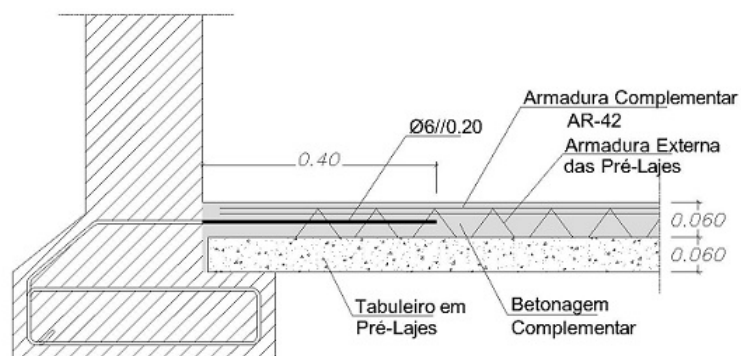 Armadura Complementar
AR-42
Ø6//0.20
Armadura Externa
das Pré-Lajes
0.40
0.060
0.060
Tabuleiro em
Pré-Lajes
Betonagem
Complementar